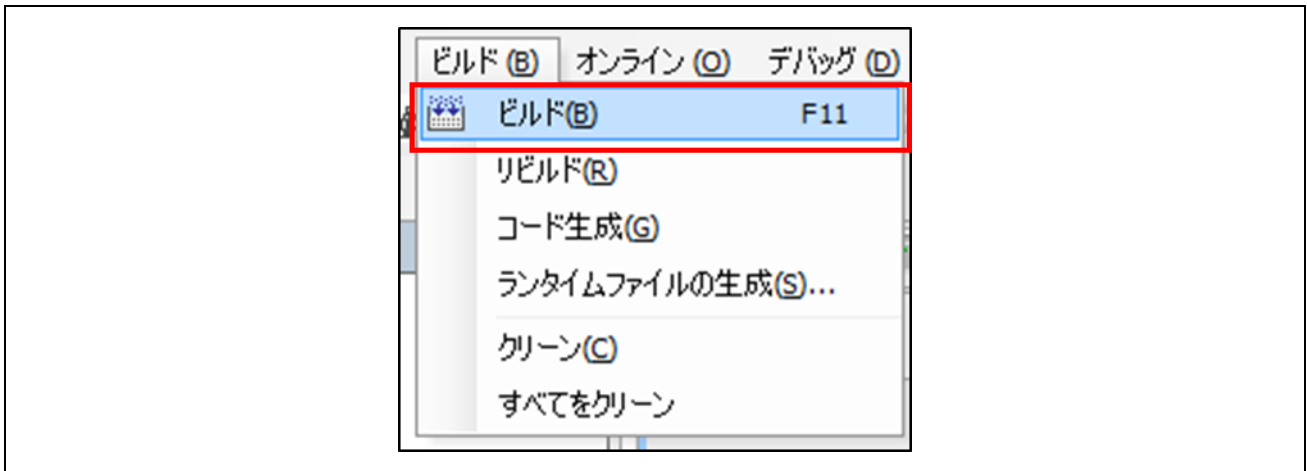 ビルド (B) オンライン (O) デバッグ (D)
ビルド(B) F11
リビルド(R)
コード生成(G)
ランタイムファイルの生成(S)...
クリーン(C)
すべてをクリーン